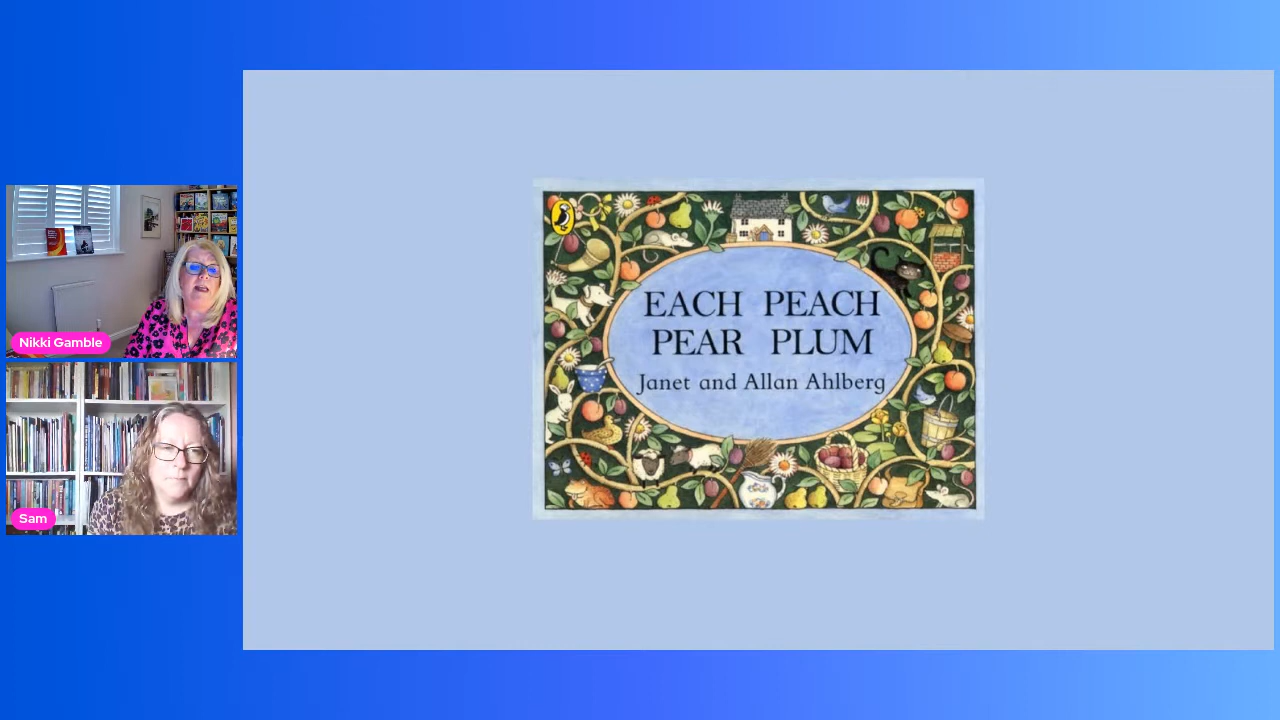 Nikki Gamble
Sam
EACH PEACH
PEAR PLUM
Janet and Allan Ahlberg